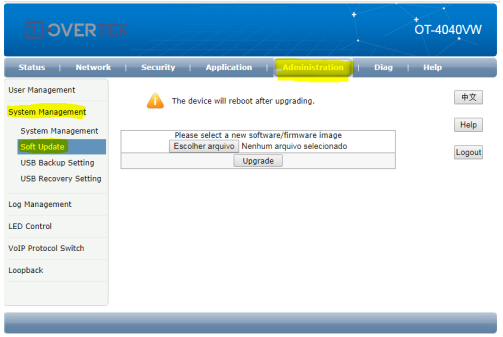 OVERTEK
OT-4040VW
Status | Network | Security | Application | Administration | Diag | Help
User Management
System Management
System Management
Soft Update
USB Backup Setting
USB Recovery Setting
Log Management
LED Control
VoIP Protocol Switch
Loopback
The device will reboot after upgrading.
Please select a new software/firmware image
Escolher arquivo Nenhum arquivo selecionado
Upgrade
中文
Help
Logout